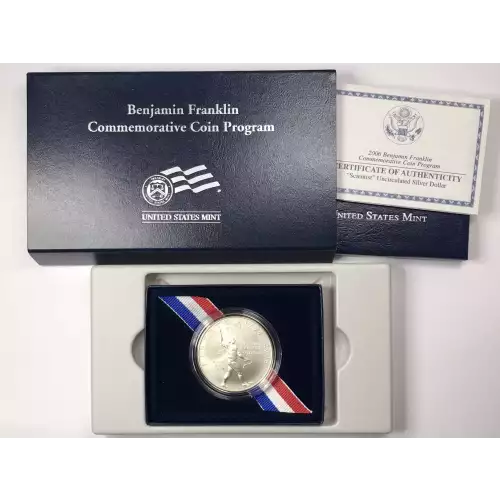 Benjamin Franklin
Commemorative Coin Program
UNITED STATES MINT
2006 Benjamin Franklin
Commemorative Coin Program
CERTIFICATE OF AUTHENTICITY
"Scientist" Uncirculated Silver Dollar
UNITED STATES MINT